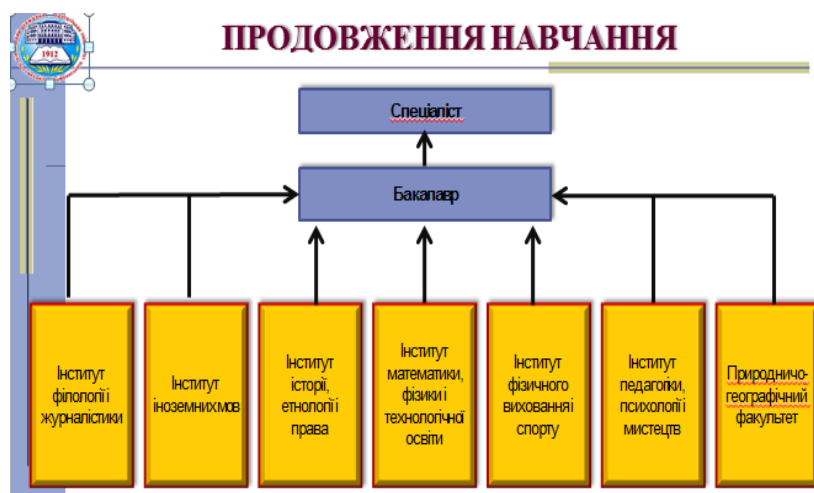 ПРОДОВЖЕННЯ НАВЧАННЯ
1912
Спеціаліст
Бакалавр
Інститут
філології і
журналістики
Інститут
іноземних мов
Інститут
історії,
етнології і
права
Інститут
математики,
фізики і
технологічної
освіти
Інститут
фізичного
виховання і
спорту
Інститут
педагогіки,
психології і
мистецтв
Природничо-
географічний
факультет